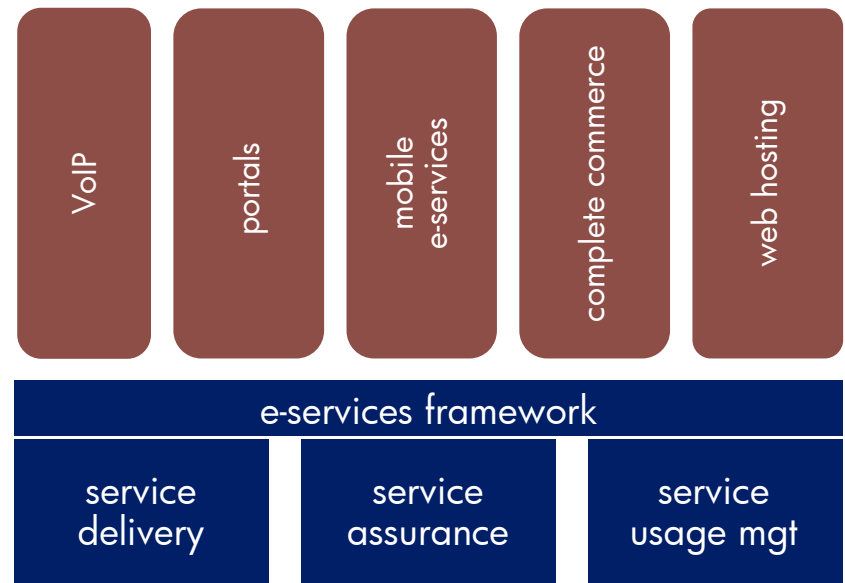 VoIP
portals
mobile
e-services
complete commerce
web hosting
e-services framework
service
delivery
service
assurance
service
usage mgt